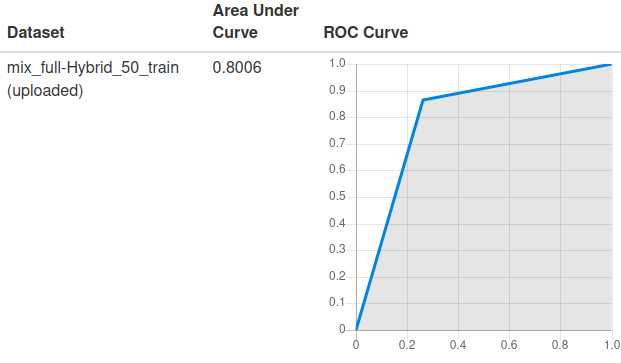 Dataset
Area Under
Curve
ROC Curve
mix_full-Hybrid_50_train
(uploaded)
0.8006
1.0
0.9
0.8
0.7
0.6
0.5
0.4
0.3
0.2
0.1
0
0 0.2 0.4 0.6 0.8 1.0